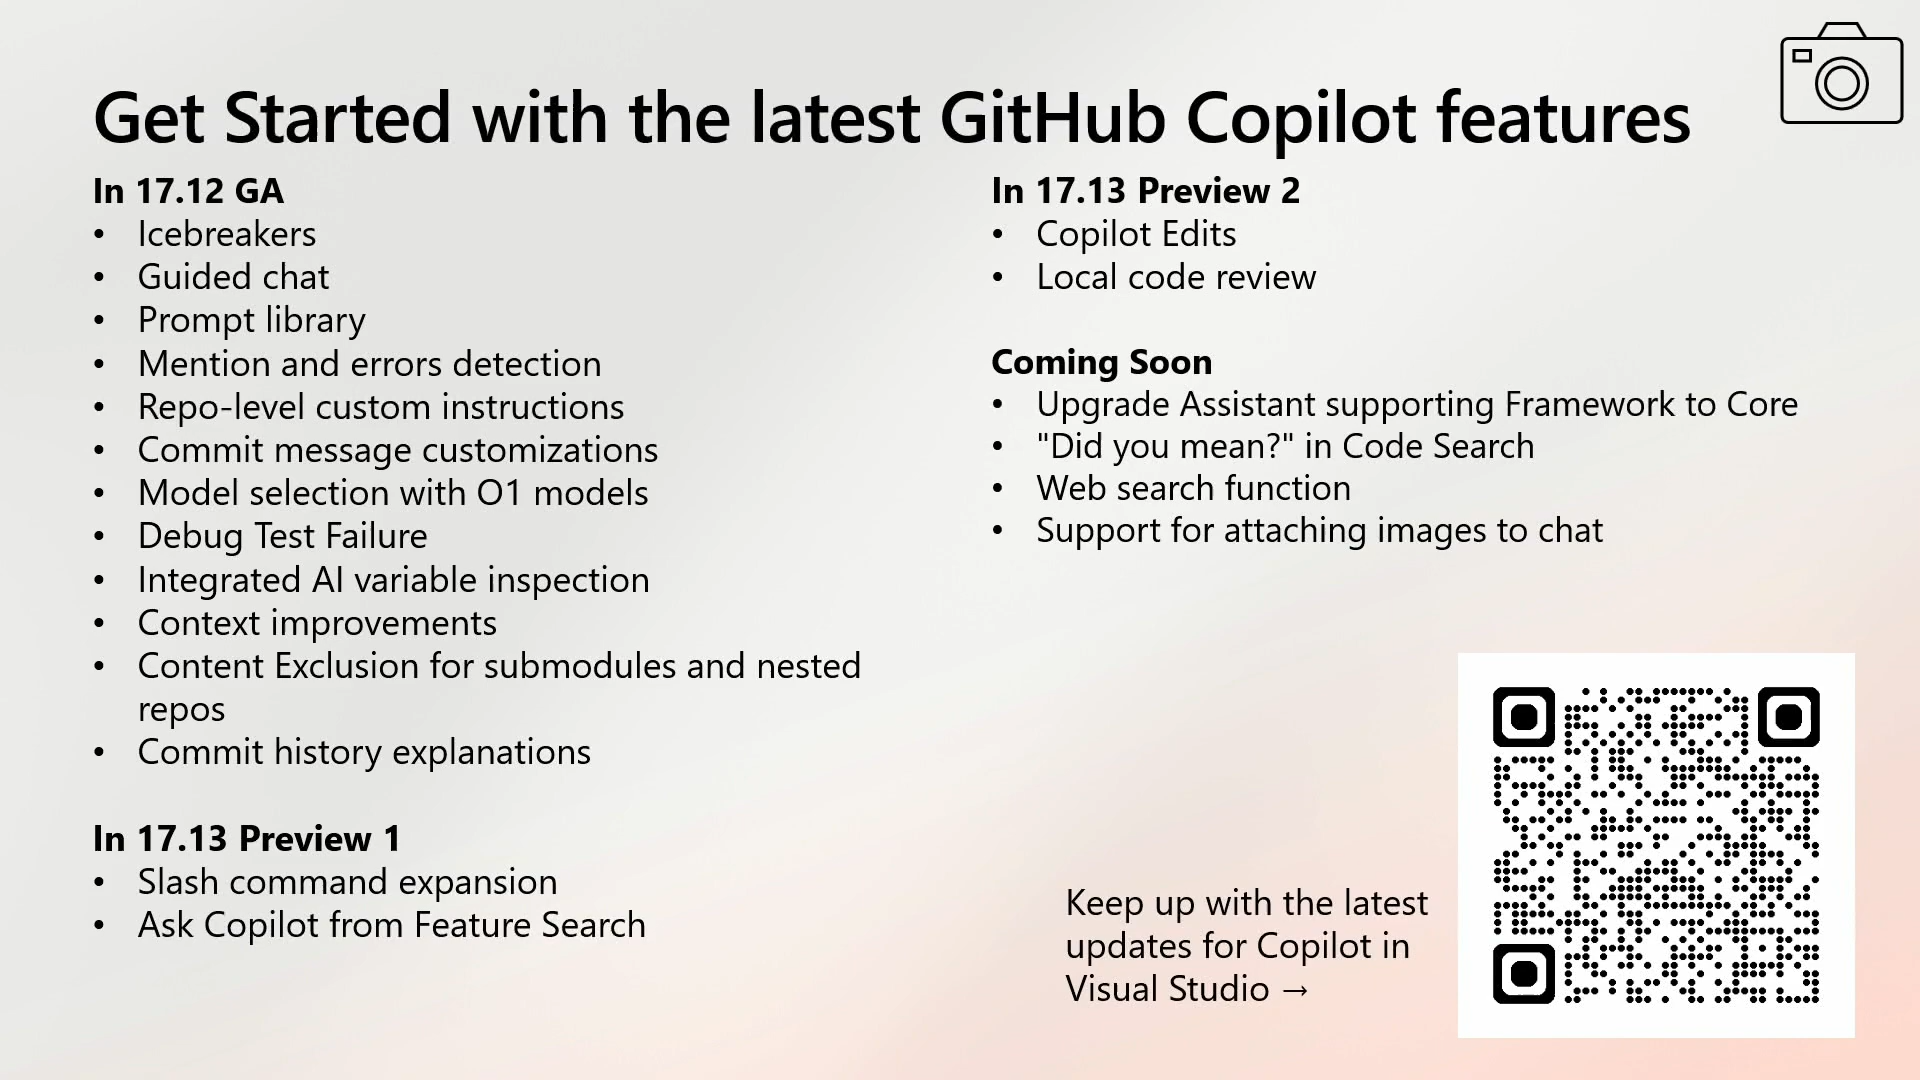 Get Started with the latest GitHub Copilot features
In 17.12 GA
• Icebreakers
• Guided chat
• Prompt library
• Mention and errors detection
• Repo-level custom instructions
• Commit message customizations
• Model selection with O1 models
• Debug Test Failure
• Integrated AI variable inspection
• Context improvements
• Content Exclusion for submodules and nested
repos
• Commit history explanations
In 17.13 Preview 1
• Slash command expansion
• Ask Copilot from Feature Search
In 17.13 Preview 2
• Copilot Edits
• Local code review
Coming Soon
• Upgrade Assistant supporting Framework to Core
• "Did you mean?" in Code Search
• Web search function
• Support for attaching images to chat
Keep up with the latest
updates for Copilot in
Visual Studio →